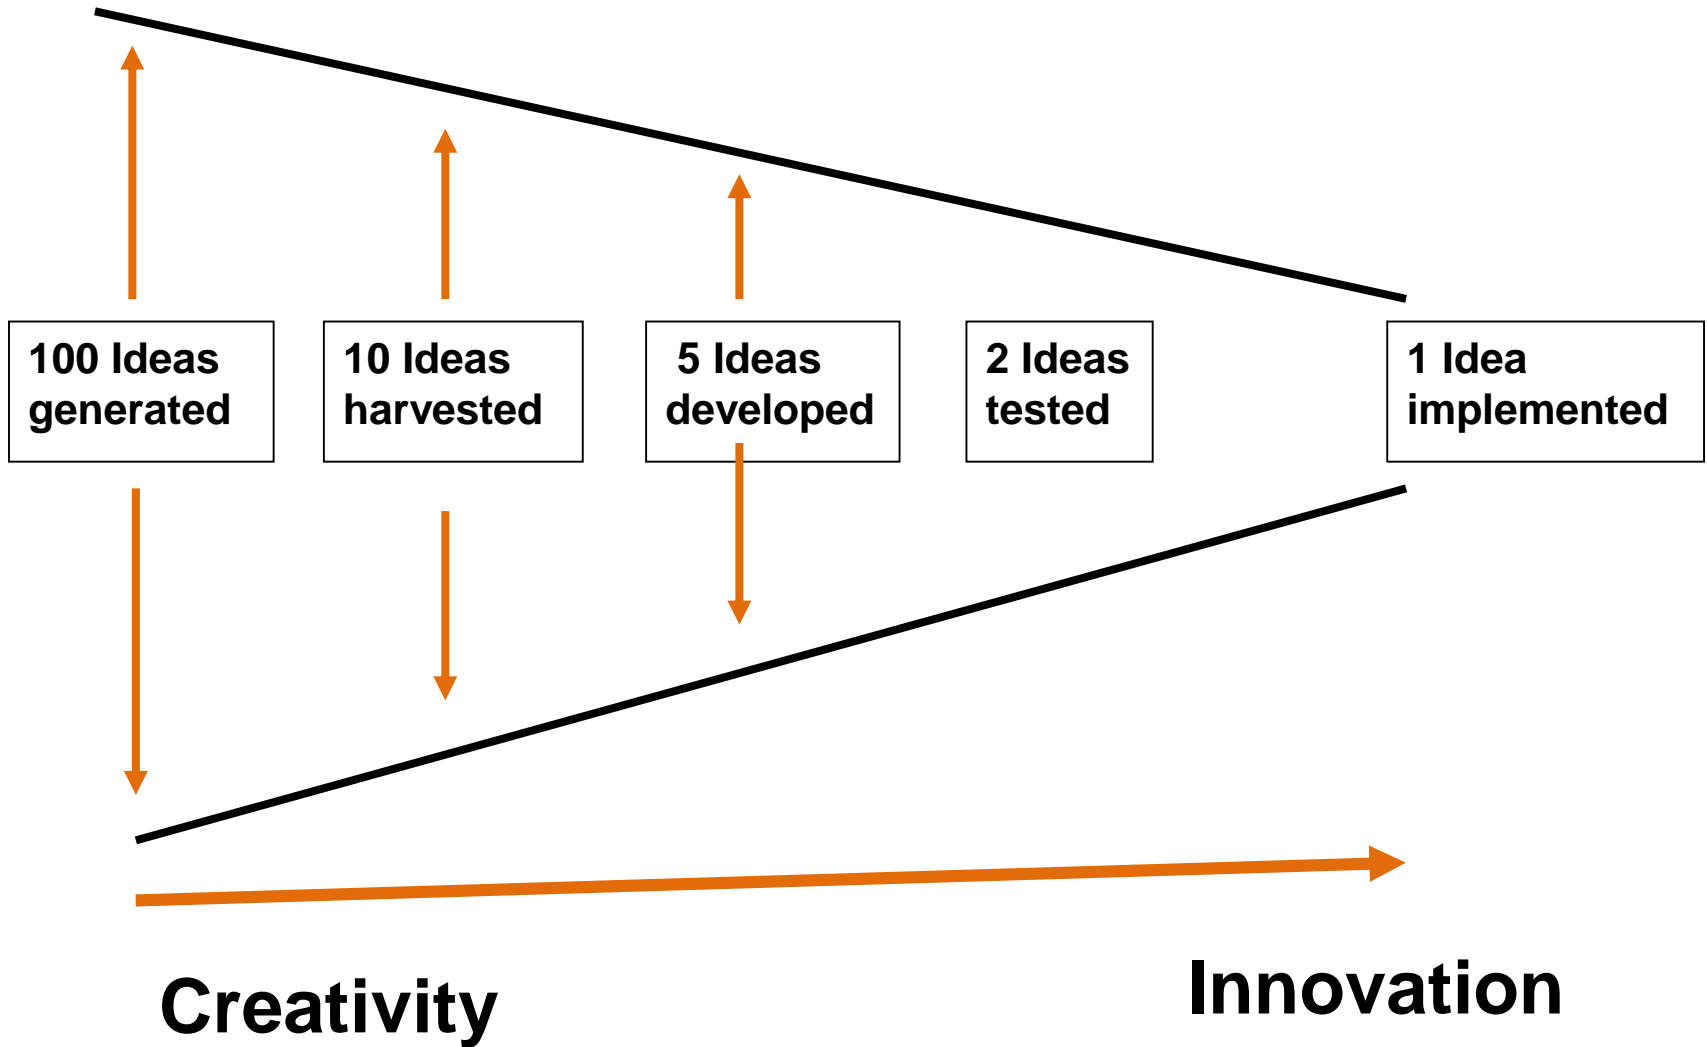 100 Ideas
generated
10 Ideas
harvested
5 Ideas
developed
2 Ideas
tested
1 Idea
implemented
Creativity
Innovation